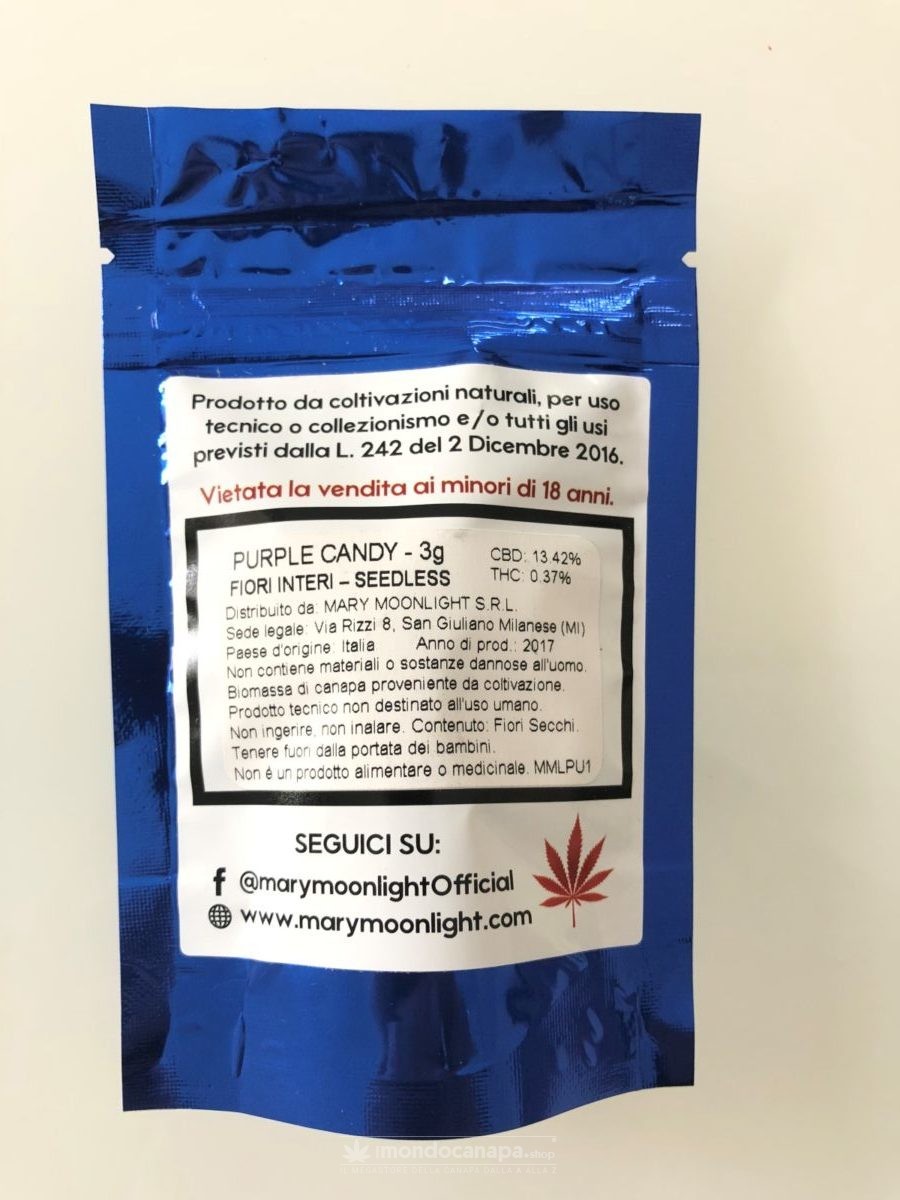 Prodotto da coltivazioni naturali, per uso
tecnico o collezionismo e/o tutti gli usi
previsti dalla L. 242 del 2 Dicembre 2016.
Vietata la vendita ai minori di 18 anni.
PURPLE CANDY - 3g CBD: 13.42%
FIORI INTERI – SEEDLESS THC: 0.37%
Distribuito da: MARY MOONLIGHT S.R.L.
Sede legale: Via Rizzi 8, San Giuliano Milanese (MI)
Paese d'origine: Italia Anno di prod.: 2017
Non contiene materiali o sostanze dannose all'uomo.
Biomassa di canapa proveniente da coltivazione.
Prodotto tecnico non destinato all'uso umano.
Non ingerire, non inalare. Contenuto: Fiori Secchi.
Tenere fuori dalla portata dei bambini.
Non é un prodotto alimentare o medicinale. MMLPU1
SEGUICI SU:
f @marymoonlightOfficial
www.marymoonlight.com
imondocanapa.shop